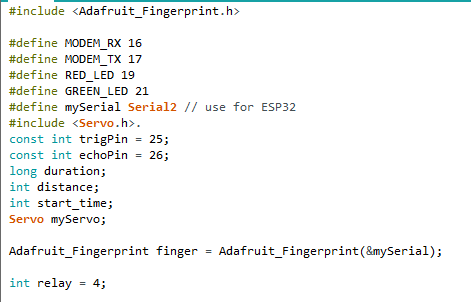 #include <Adafruit_Fingerprint.h>
#define MODEM_RX 16
#define MODEM_TX 17
#define RED_LED 19
#define GREEN_LED 21
#define mySerial Serial2 // use for ESP32
#include <Servo.h>.
const int trigPin = 25;
const int echoPin = 26;
long duration;
int distance;
int start_time;
Servo myServo;
Adafruit_Fingerprint finger = Adafruit_Fingerprint(&mySerial);
int relay = 4;